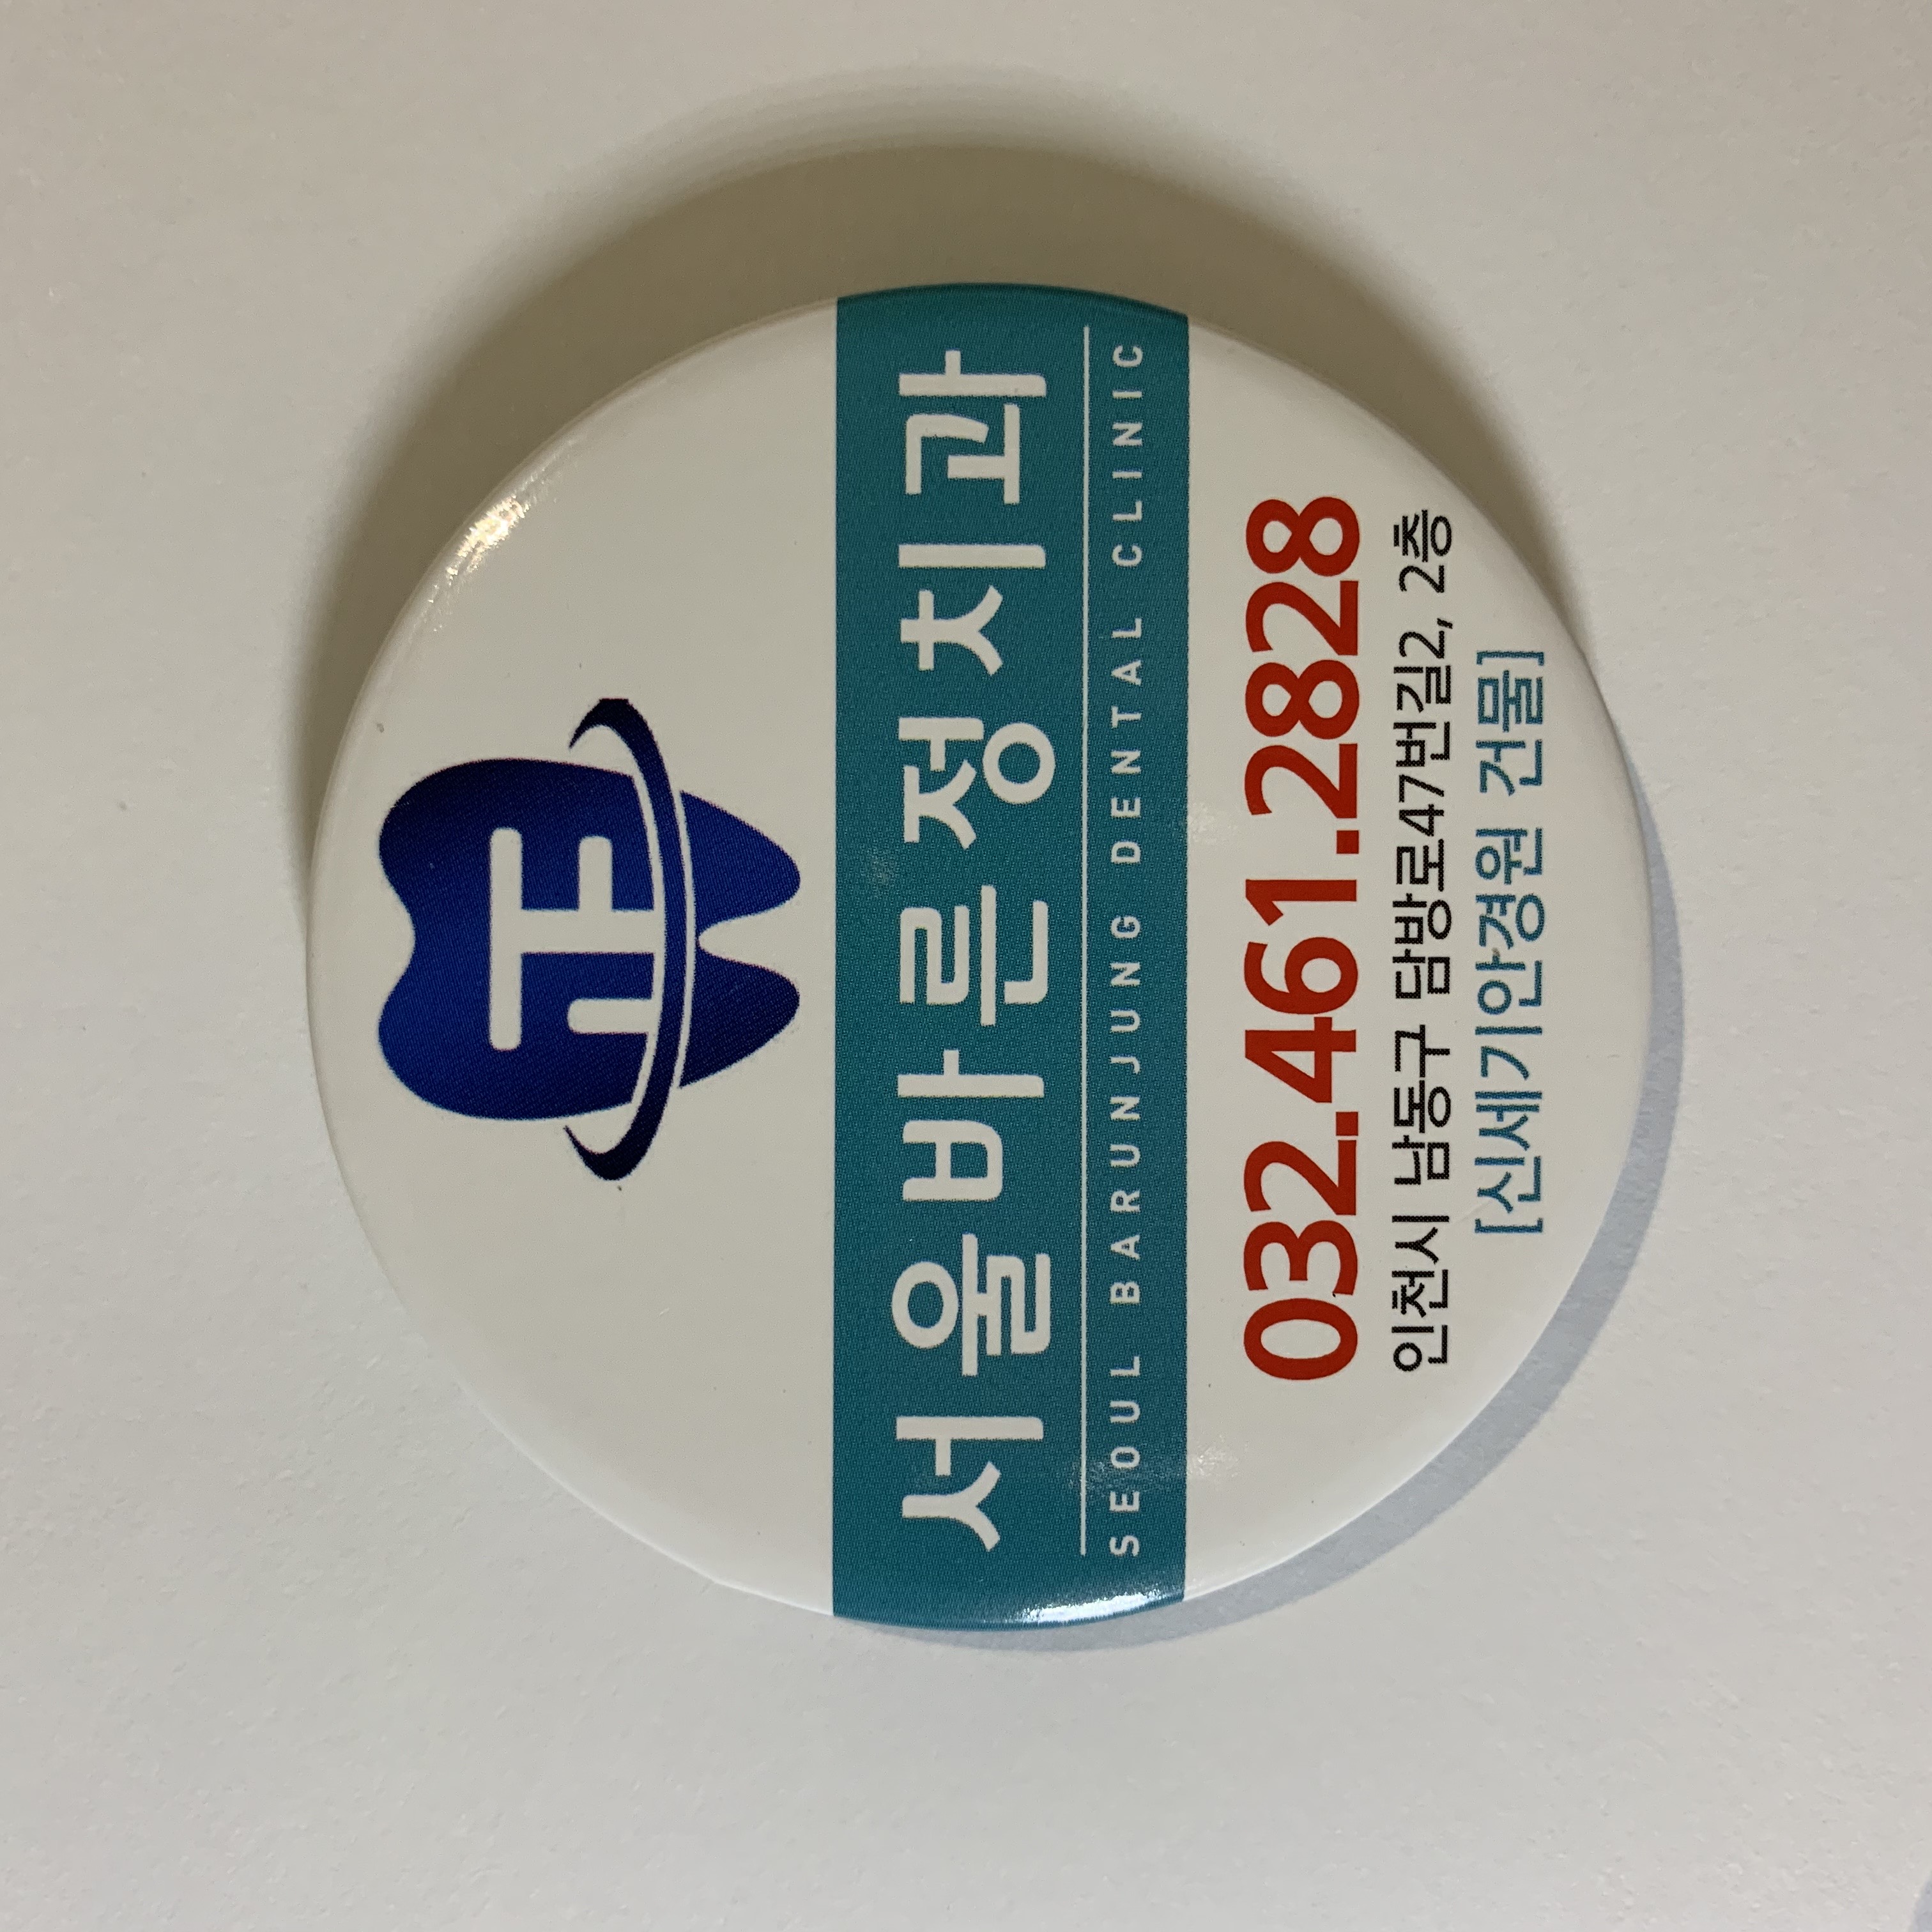 正
서울바른정치과
SEOUL BARUNJUNG DENTAL CLINIC
032.461.2828
인천시 남동구 담방로47번길2, 2층
[신세기안경원 건물]